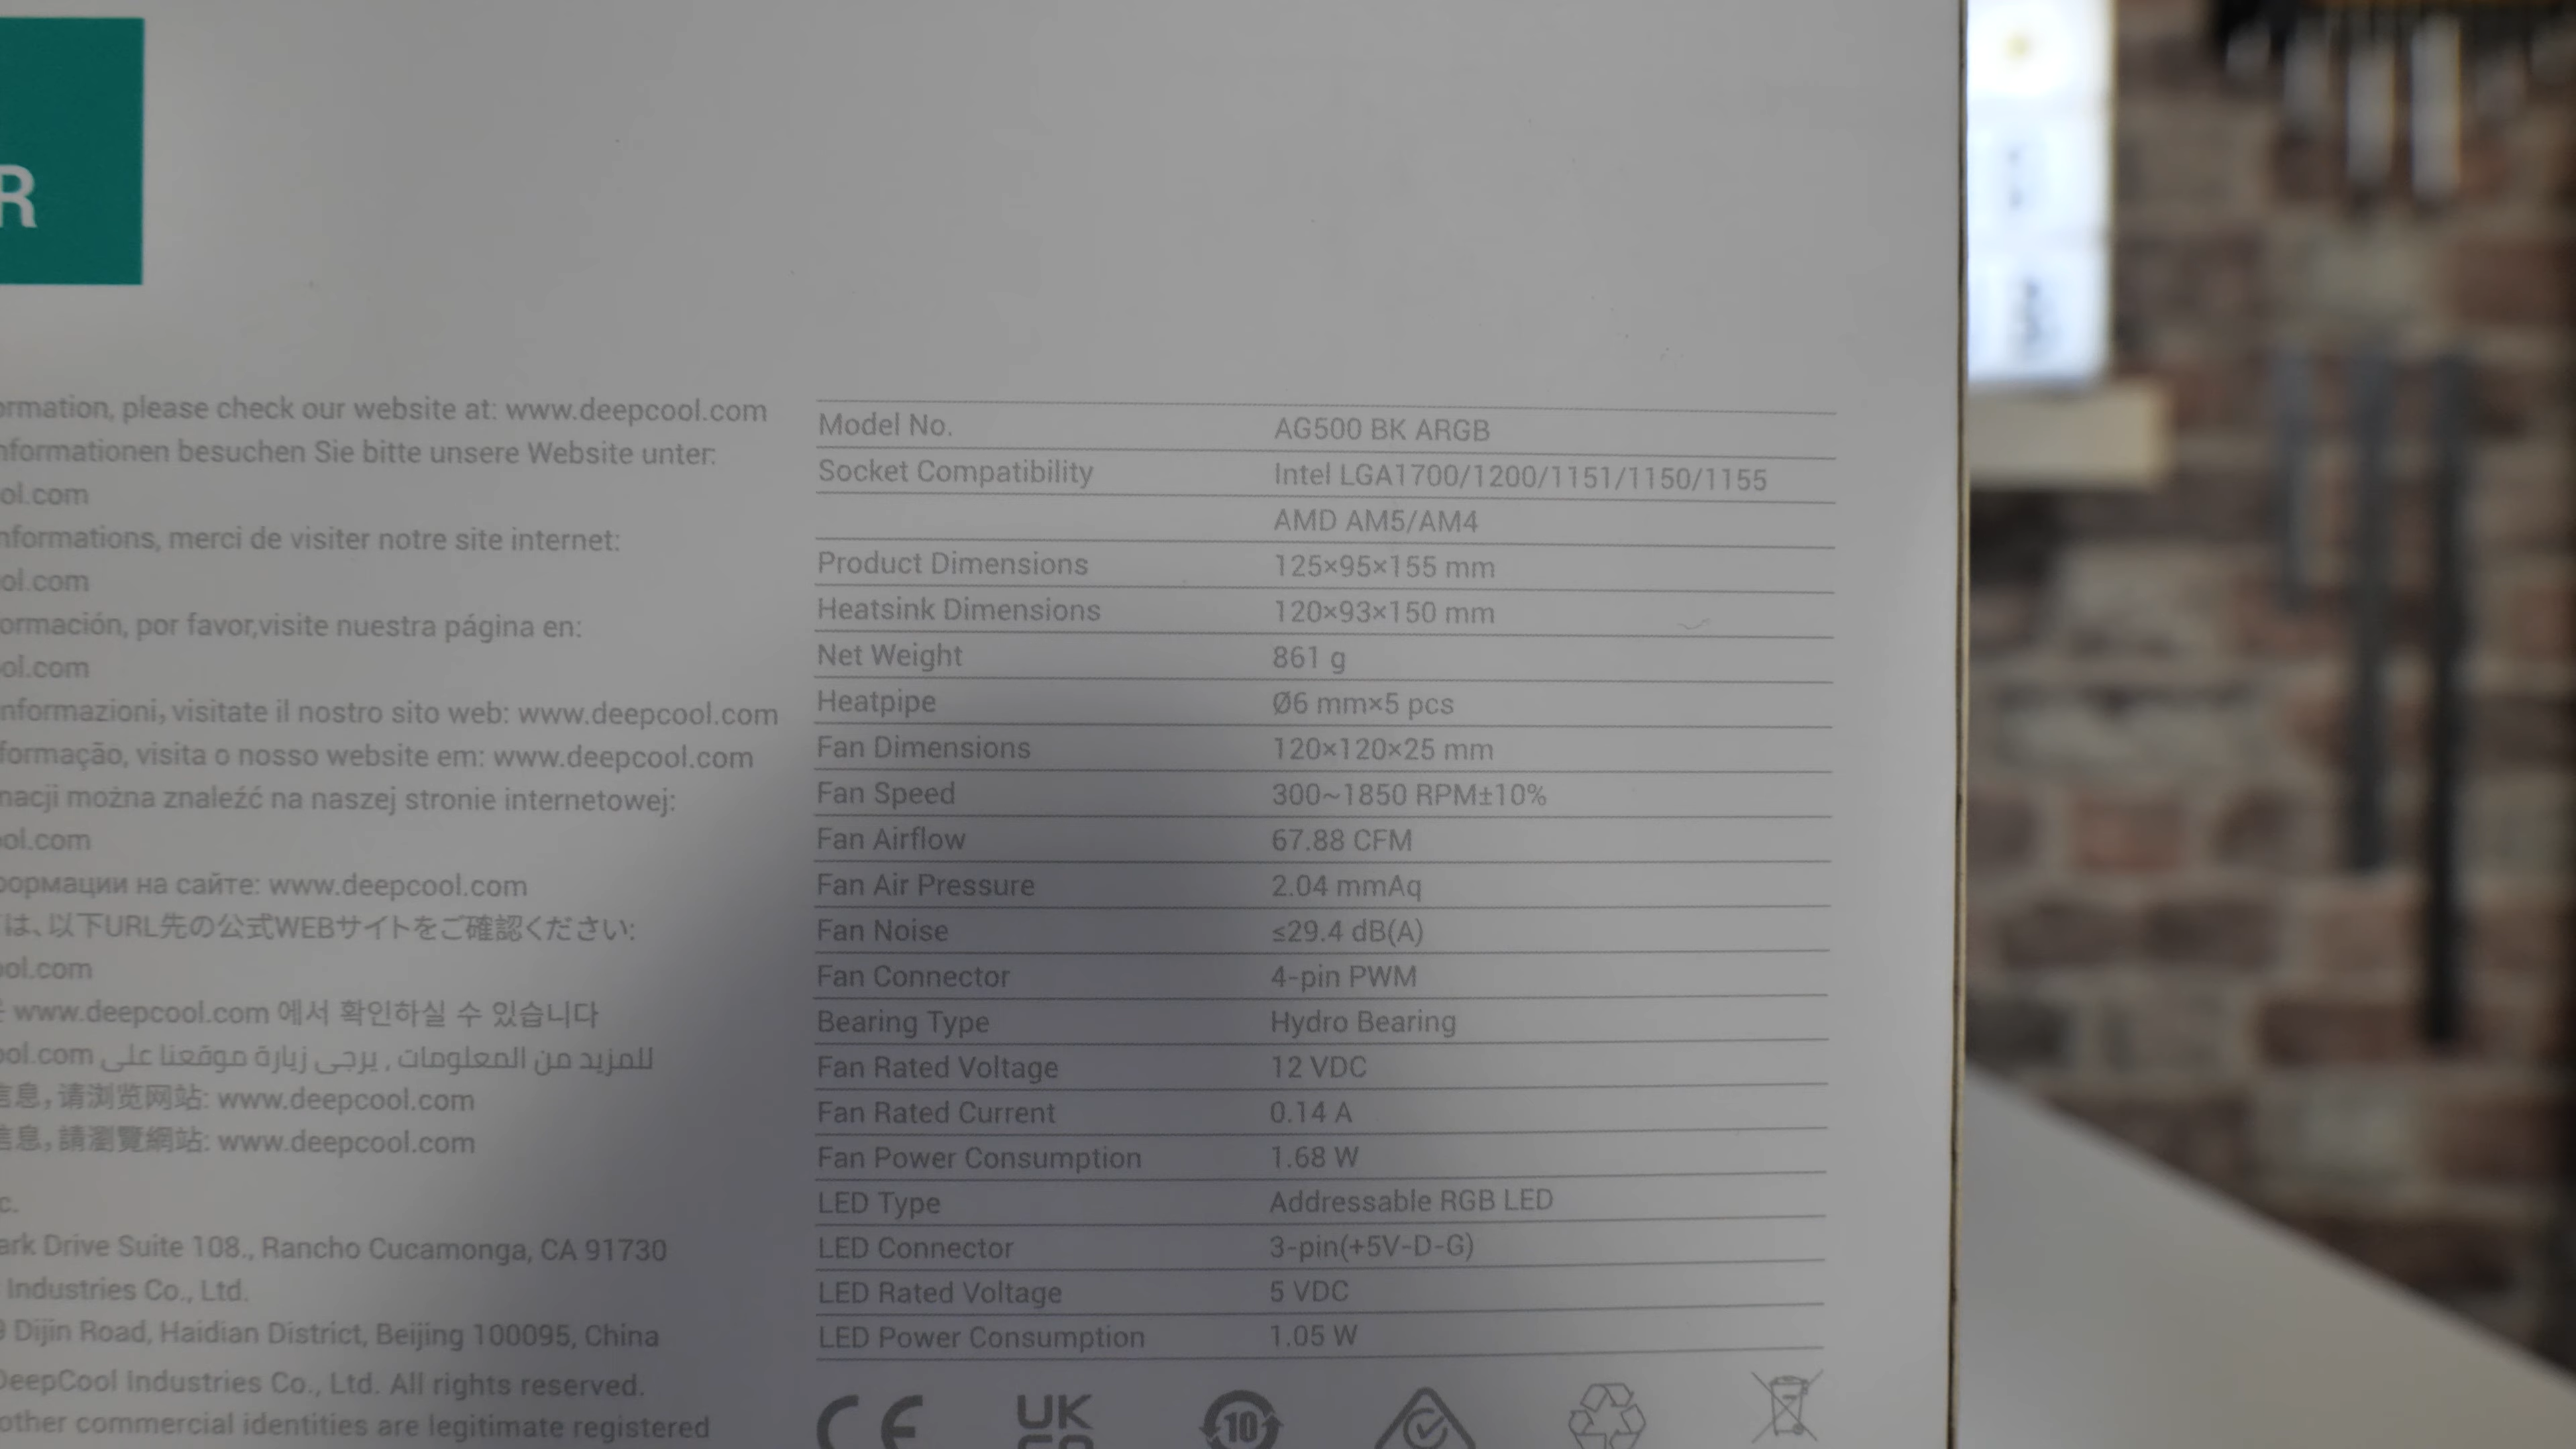 R
ormation, please check our website at: www.deepcool.com
nformationen besuchen Sie bitte unsere Website unter:
ol.com
nformations, merci de visiter notre site internet:
ol.com
ormación, por favor,visite nuestra página en:
ol.com
nformazioni, visitate il nostro sito web: www.deepcool.com
formação, visita o nosso website em: www.deepcool.com
macji można znaleźć na naszej stronie internetowej:
ool.com
формации на сайте: www.deepcool.com
は、以下URL先の公式WEBサイトをご確認ください:
ool.com
www.deepcool.com 에서 확인하실 수 있습니다
للمزيد من المعلومات , يرجى زيارة موقعنا على ool.com
信息，请浏览网站: www.deepcool.com
信息，請瀏覽網站: www.deepcool.com
c.
ark Drive Suite 108., Rancho Cucamonga, CA 91730
Industries Co., Ltd.
9 Dijin Road, Haidian District, Beijing 100095, China
DeepCool Industries Co., Ltd. All rights reserved.
other commercial identities are legitimate registered
Model No. AG500 BK ARGB
Socket Compatibility Intel LGA1700/1200/1151/1150/1155
AMD AM5/AM4
Product Dimensions 125×95×155 mm
Heatsink Dimensions 120×93×150 mm
Net Weight 861 g
Heatpipe Ø6 mm×5 pcs
Fan Dimensions 120×120×25 mm
Fan Speed 300~1850 RPM±10%
Fan Airflow 67.88 CFM
Fan Air Pressure 2.04 mmAq
Fan Noise ≤29.4 dB(A)
Fan Connector 4-pin PWM
Bearing Type Hydro Bearing
Fan Rated Voltage 12 VDC
Fan Rated Current 0.14 A
Fan Power Consumption 1.68 W
LED Type Addressable RGB LED
LED Connector 3-pin(+5V-D-G)
LED Rated Voltage 5 VDC
LED Power Consumption 1.05 W
CE UK CA 10